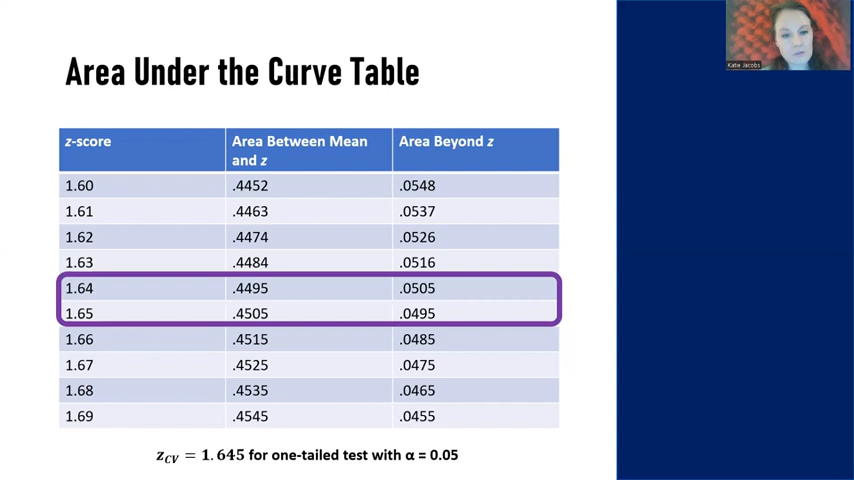 Area Under the Curve Table
z-score Area Between Mean and z Area Beyond z
1.60 .4452 .0548
1.61 .4463 .0537
1.62 .4474 .0526
1.63 .4484 .0516
1.64 .4495 .0505
1.65 .4505 .0495
1.66 .4515 .0485
1.67 .4525 .0475
1.68 .4535 .0465
1.69 .4545 .0455
z_CV = 1.645 for one-tailed test with α = 0.05
Katie Jacobs